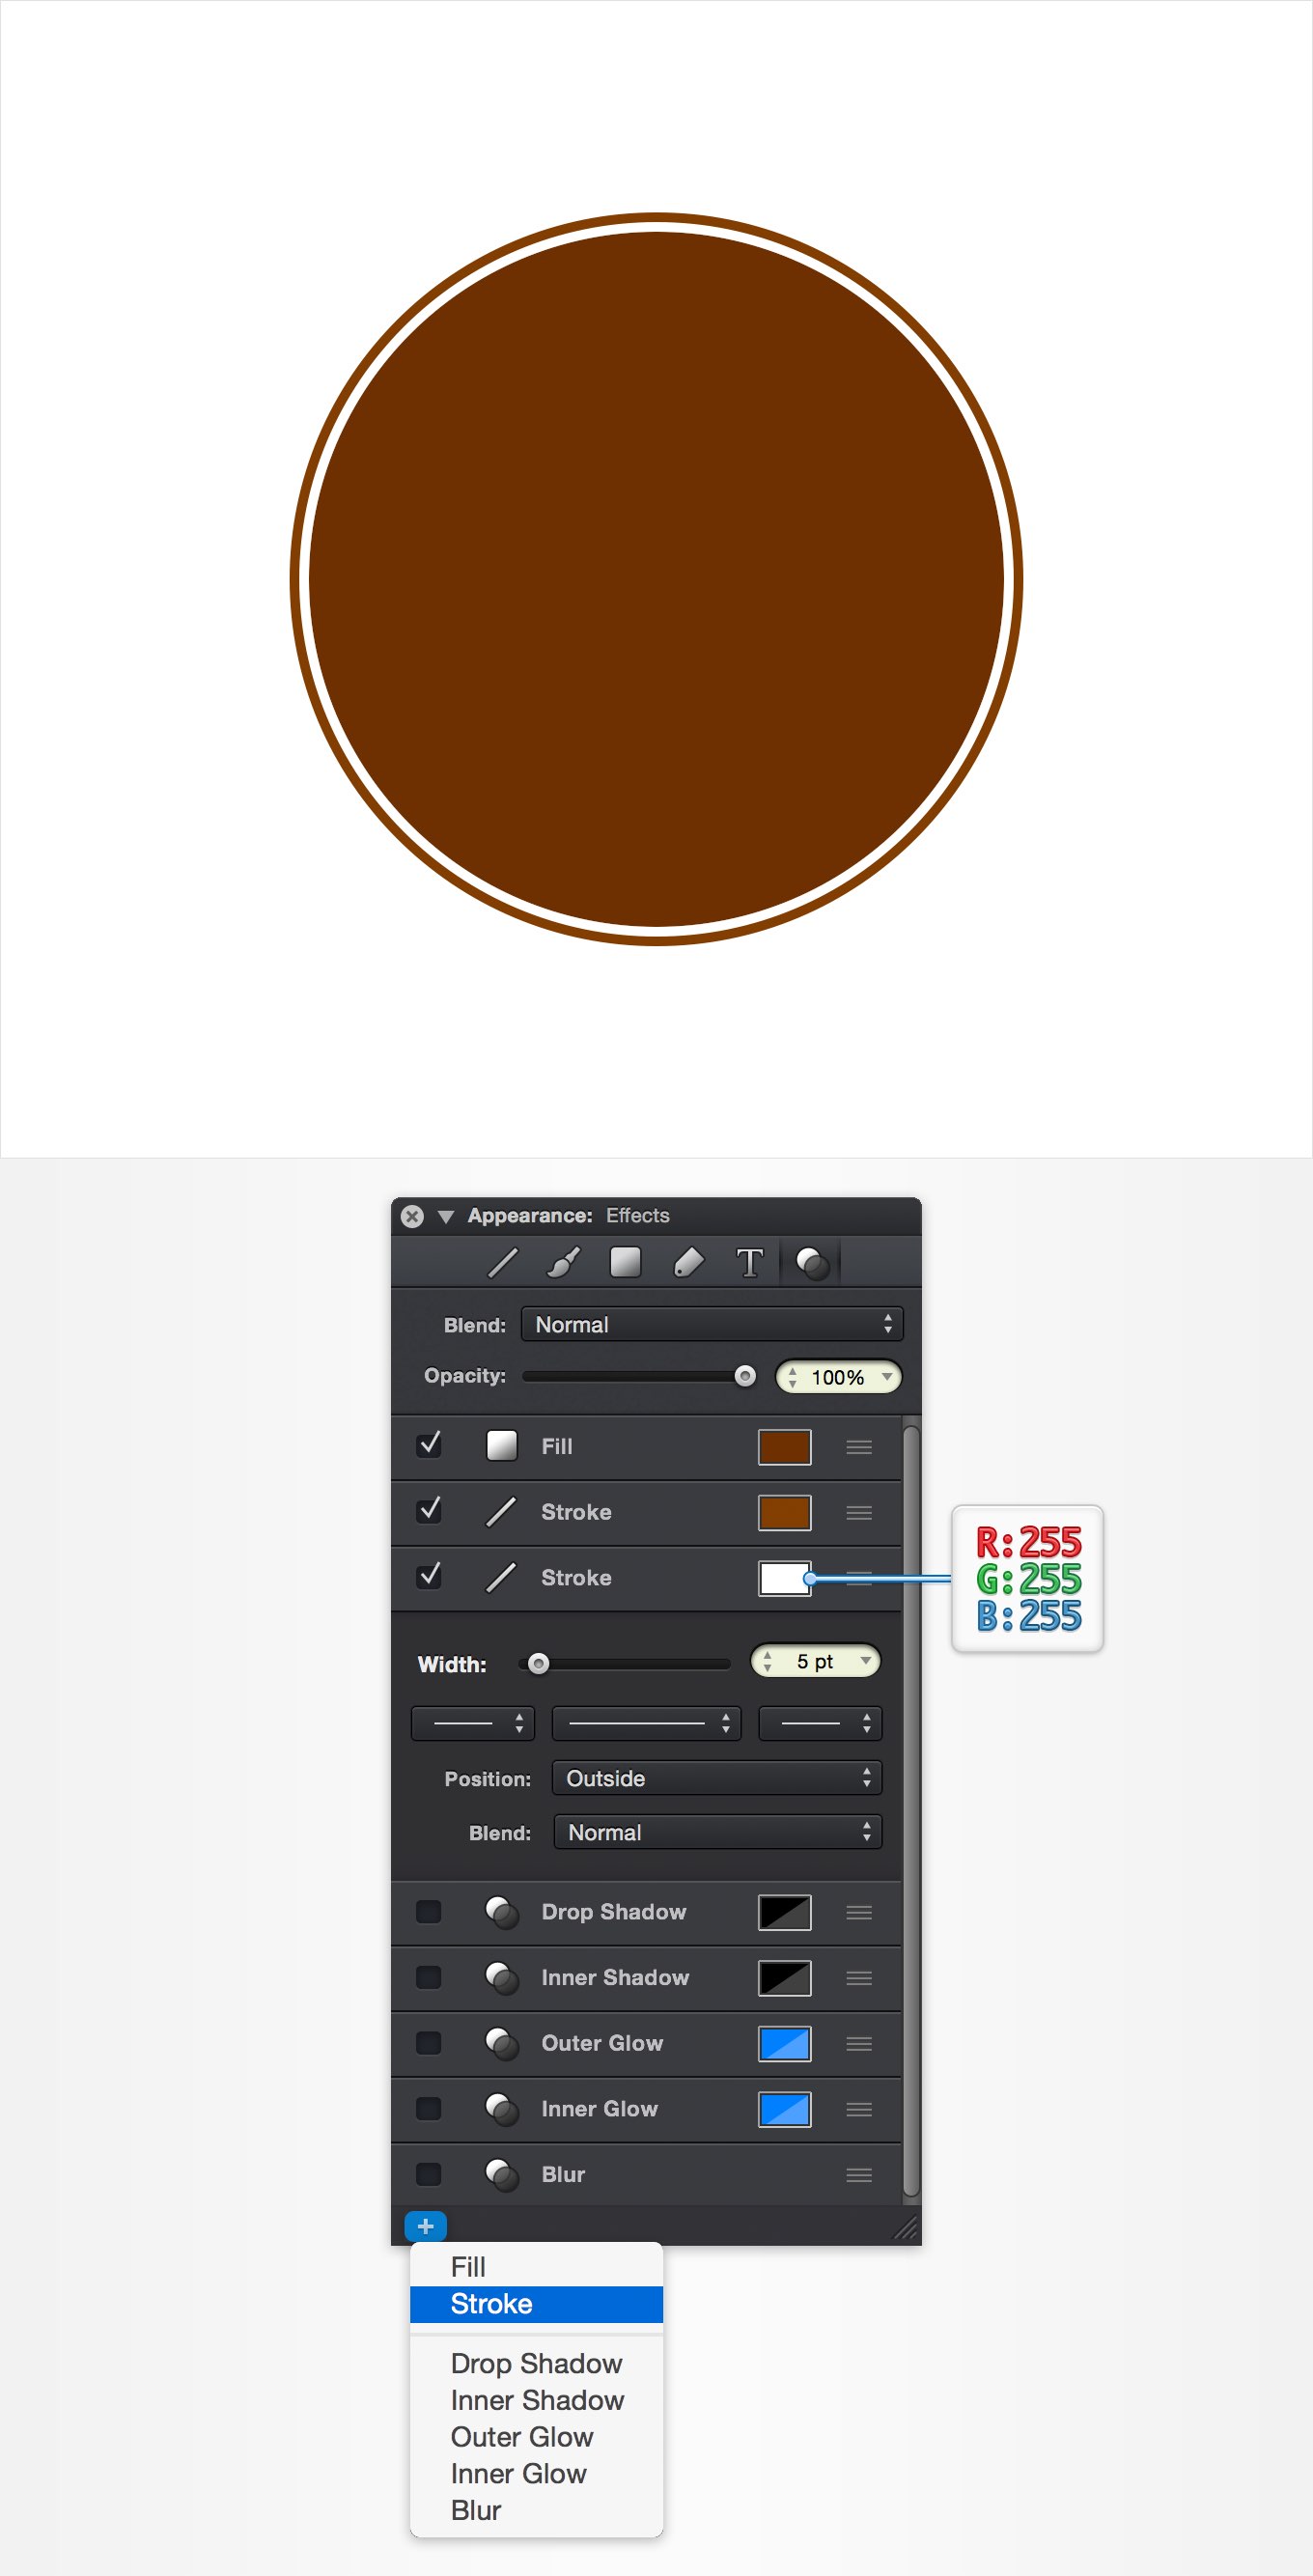 Appearance: Effects
T
Blend: Normal
Opacity: 100%
Fill
Stroke
Stroke
R:255
G:255
B:255
Width: 5 pt
Position: Outside
Blend: Normal
Drop Shadow
Inner Shadow
Outer Glow
Inner Glow
Blur
+
Fill
Stroke
Drop Shadow
Inner Shadow
Outer Glow
Inner Glow
Blur